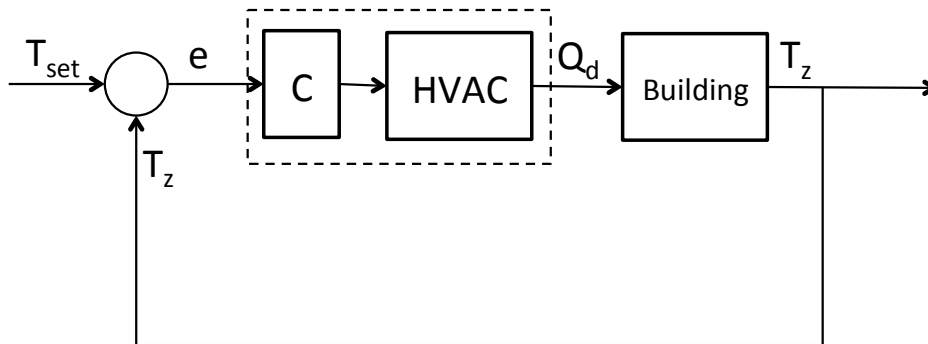 T_set
e
C
HVAC
Q_d
Building
T_z
T_z